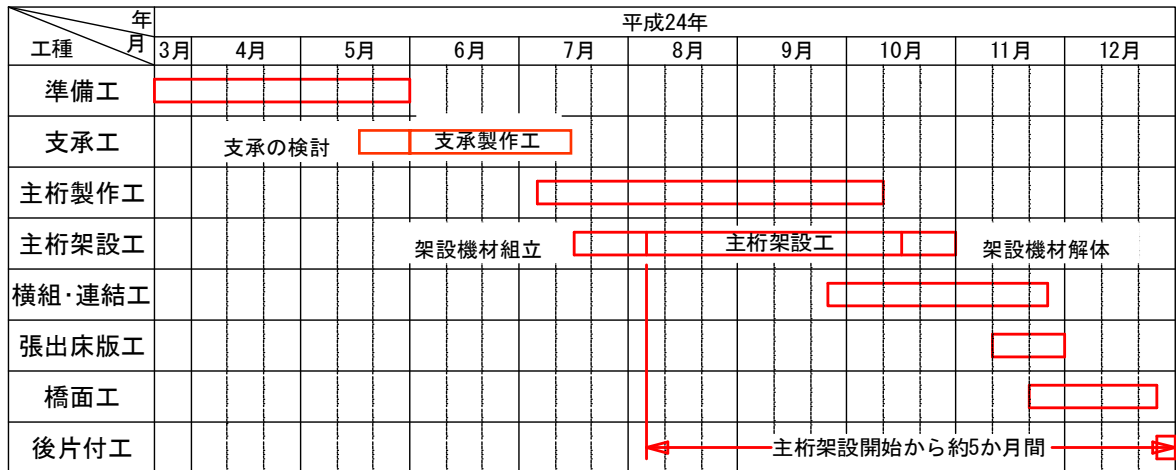 年
平成24年
工種
月
3月 4月 5月 6月 7月 8月 9月 10月 11月 12月
準備工
支承工 支承の検討 支承製作工
主桁製作工
主桁架設工 架設機材組立 主桁架設工 架設機材解体
横組・連結工
張出床版工
橋面工
後片付工 主桁架設開始から約5か月間